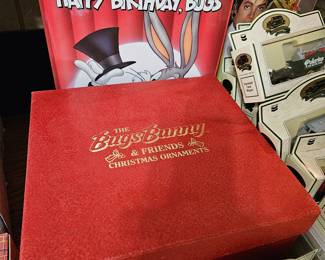 HAPPY BIRTHDAY, BUGS
THE
Bugs Bunny
& FRIENDS
CHRISTMAS ORNAMENTS